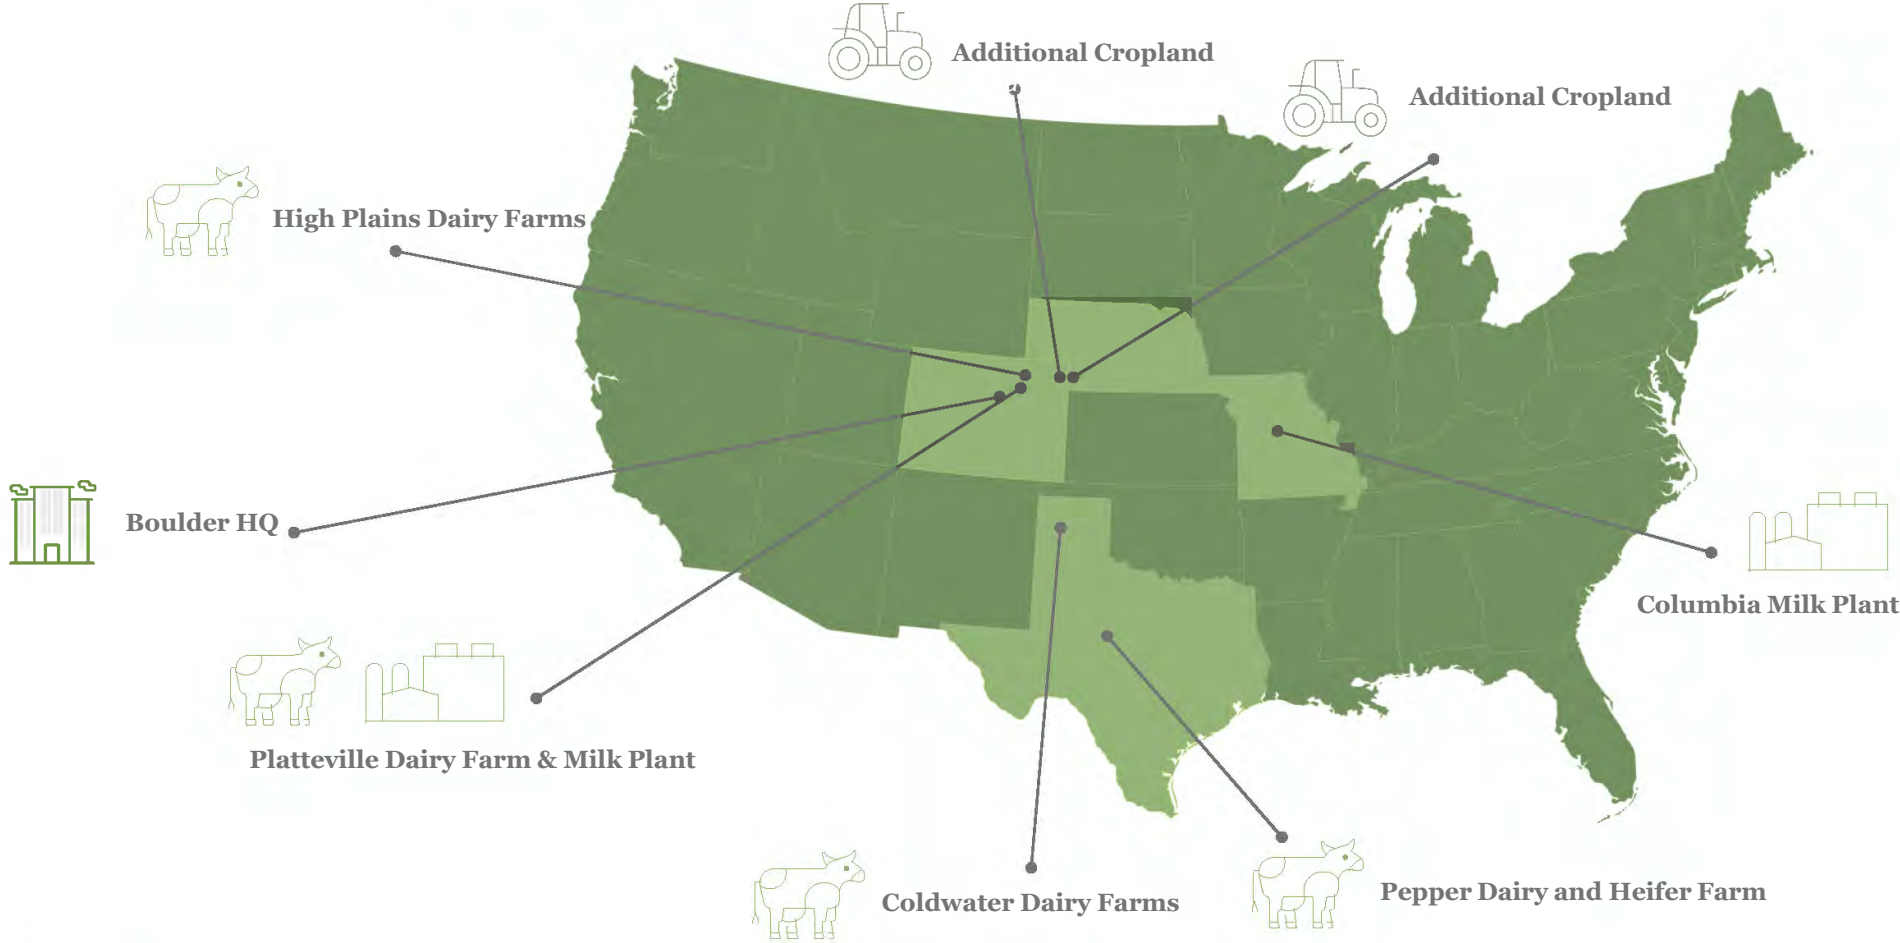 Additional Cropland
Additional Cropland
High Plains Dairy Farms
Boulder HQ
Columbia Milk Plant
Platteville Dairy Farm & Milk Plant
Coldwater Dairy Farms
Pepper Dairy and Heifer Farm